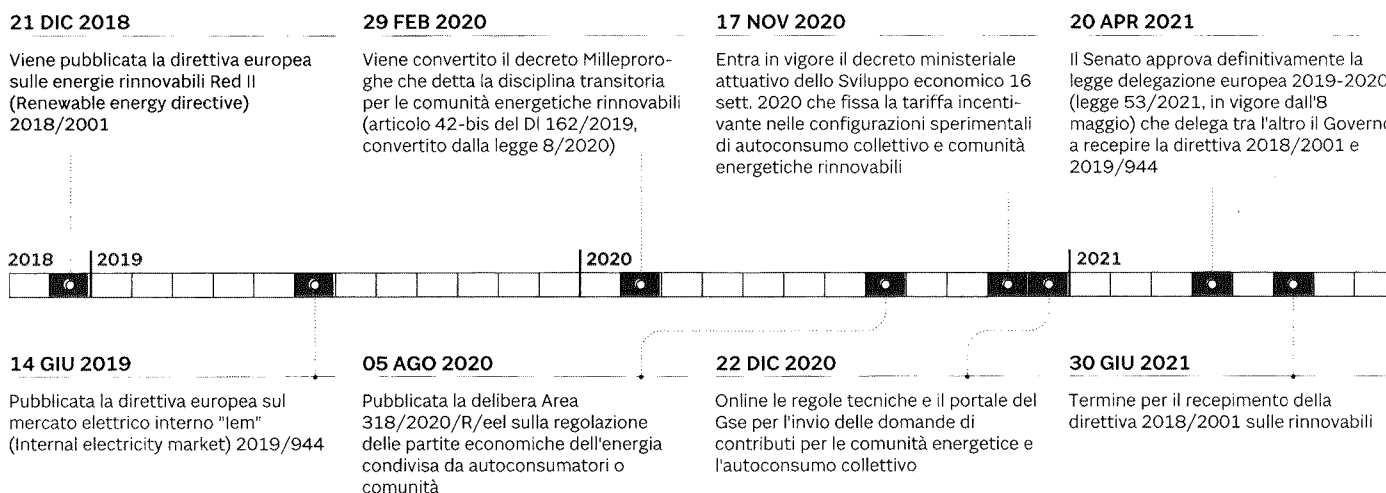 21 DIC 2018
Viene pubblicata la direttiva europea
sulle energie rinnovabili Red II
(Renewable energy directive)
2018/2001
29 FEB 2020
Viene convertito il decreto Milleproro-
ghe che detta la disciplina transitoria
per le comunità energetiche rinnovabili
(articolo 42-bis del Dl 162/2019,
convertito dalla legge 8/2020)
17 NOV 2020
Entra in vigore il decreto ministeriale
attuativo dello Sviluppo economico 16
sett. 2020 che fissa la tariffa incenti-
vante nelle configurazioni sperimentali
di autoconsumo collettivo e comunità
energetiche rinnovabili
20 APR 2021
Il Senato approva definitivamente la
legge delegazione europea 2019-2020
(legge 53/2021, in vigore dall'8
maggio) che delega tra l'altro il Governo
a recepire la direttiva 2018/2001 e
2019/944
2018 2019 2020 2021
14 GIU 2019
Pubblicata la direttiva europea sul
mercato elettrico interno "Iem"
(Internal electricity market) 2019/944
05 AGO 2020
Pubblicata la delibera Area
318/2020/R/eel sulla regolazione
delle partite economiche dell'energia
condivisa da autoconsumatori o
comunità
22 DIC 2020
Online le regole tecniche e il portale del
Gse per l'invio delle domande di
contributi per le comunità energetice e
l'autoconsumo collettivo
30 GIU 2021
Termine per il recepimento della
direttiva 2018/2001 sulle rinnovabili